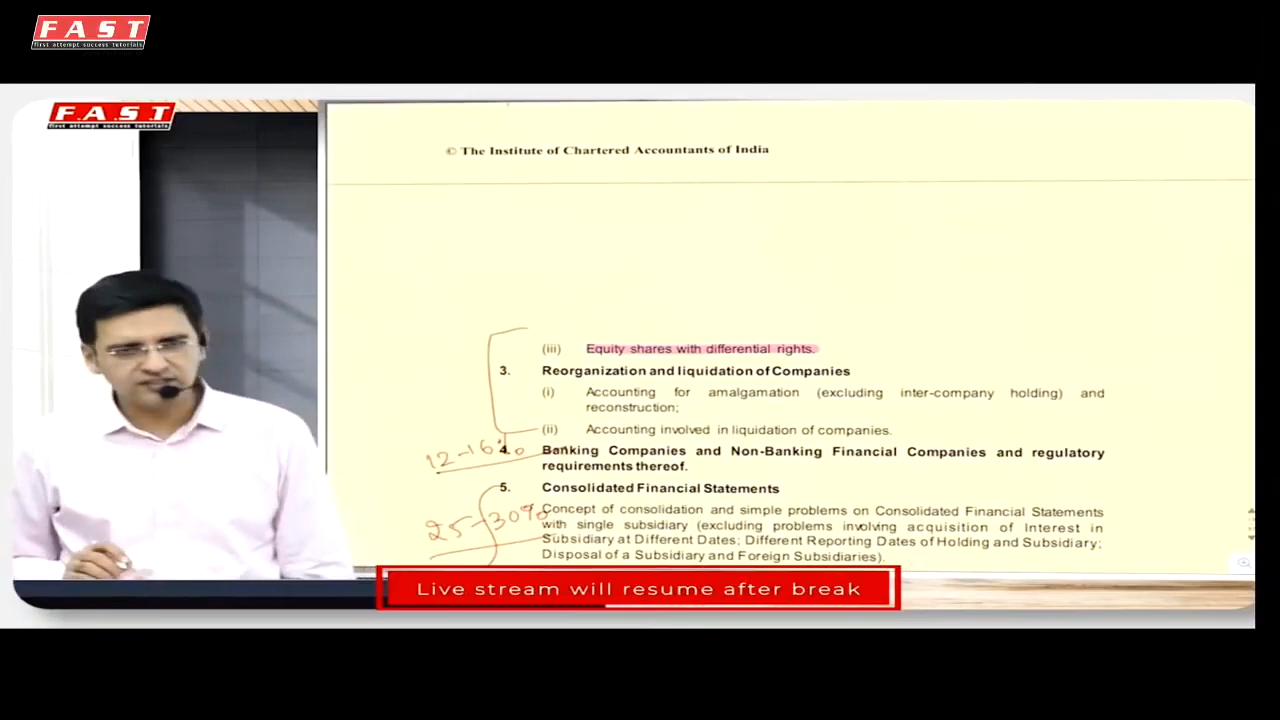 FAST
first attempt success tutorials
F.A.S.T
first attempt success tutorials
© The Institute of Chartered Accountants of India
(iii) Equity shares with differential rights.
3. Reorganization and liquidation of Companies
(i) Accounting for amalgamation (excluding inter-company holding) and
reconstruction;
(ii) Accounting involved in liquidation of companies.
12-16%
4. Banking Companies and Non-Banking Financial Companies and regulatory
requirements thereof.
5. Consolidated Financial Statements
25-30%
Concept of consolidation and simple problems on Consolidated Financial Statements
with single subsidiary (excluding problems involving acquisition of Interest in
Subsidiary at Different Dates; Different Reporting Dates of Holding and Subsidiary;
Disposal of a Subsidiary and Foreign Subsidiaries).
Live stream will resume after break